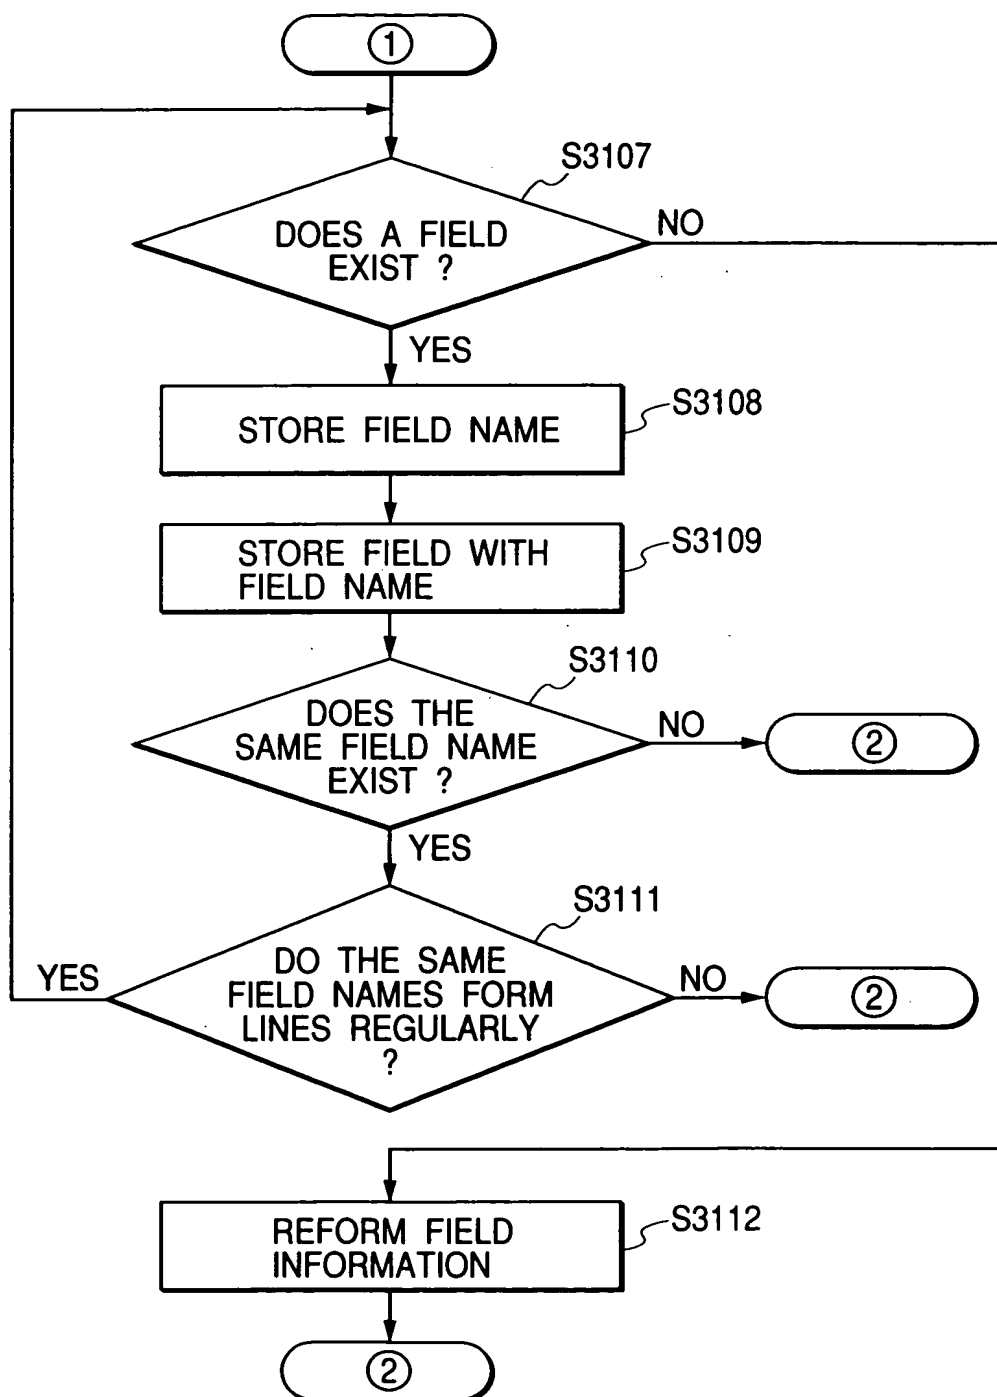 1
S3107
DOES A FIELD
EXIST ?
NO
YES
STORE FIELD NAME
S3108
STORE FIELD WITH
FIELD NAME
S3109
S3110
DOES THE
SAME FIELD NAME
EXIST ?
NO
2
YES
S3111
DO THE SAME
FIELD NAMES FORM
LINES REGULARLY
?
YES
NO
2
REFORM FIELD
INFORMATION
S3112
2